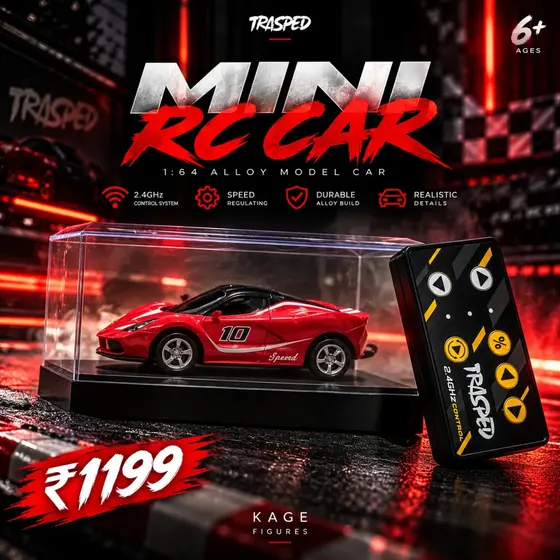 TRASPED
6+
AGES
TRASPED
MINI
RC CAR
1:64 ALLOY MODEL CAR
2.4GHz
CONTROL SYSTEM
SPEED
REGULATING
DURABLE
ALLOY BUILD
REALISTIC
DETAILS
10
Speerd
%
TRASPED
2.4GHz CONTROL
₹1199
KAGE
FIGURES